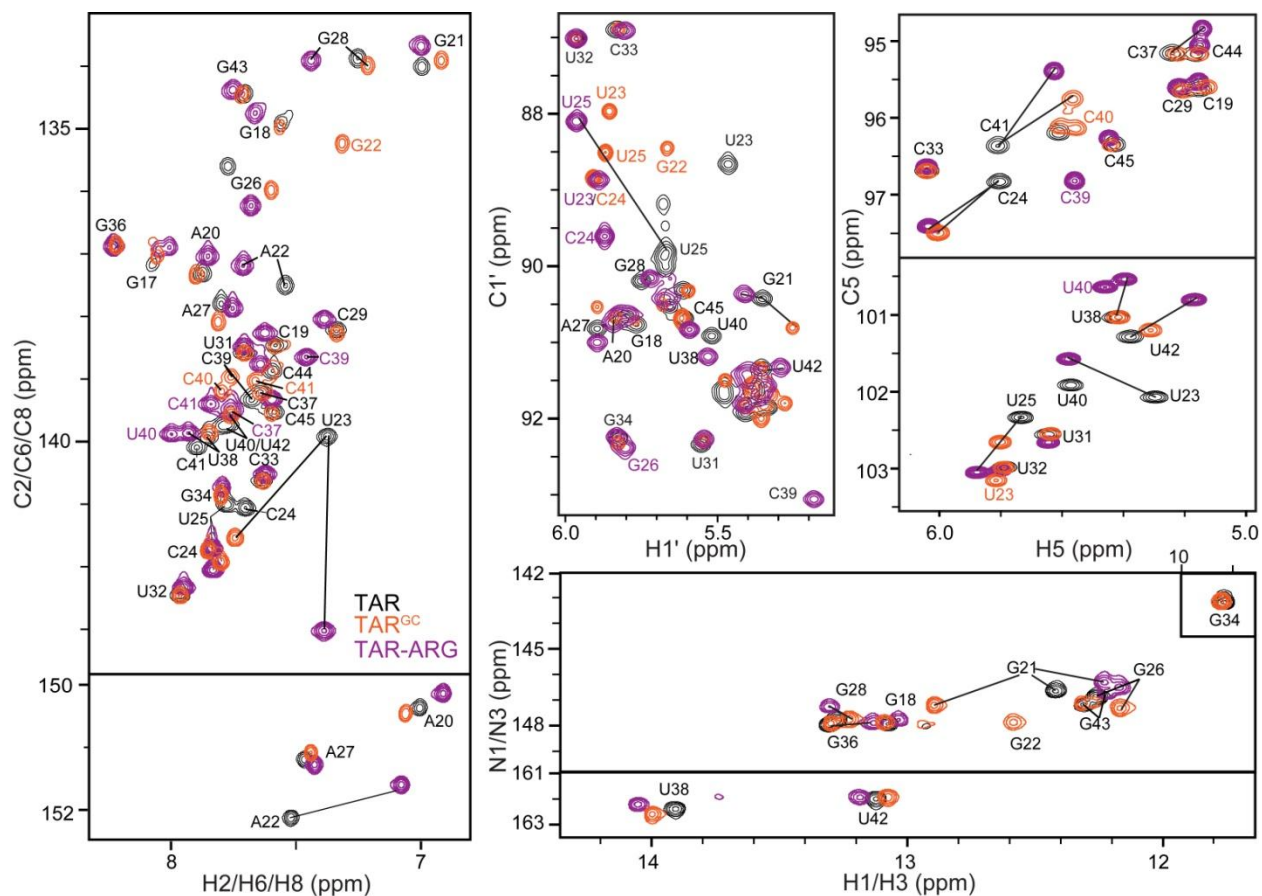 G28
G21
G43
135
G18
G22
G26
G36
A20
G17
A22
A27
C29
C19
U31
C39
C39
C44
C40
C41
C41
C37
C45
U23
C37
U40
U40/U42
C41
U38
C33
140
G34
C24
U25
C24
U32
TAR
TAR^GC
TAR-ARG
150
A20
A27
152
A22
8
7
C2/C6/C8 (ppm)
H2/H6/H8 (ppm)
U32
C33
88
U23
U25
U23
U25
G22
U23/C24
C24
U25
90
G28
G21
C45
A27
G18
U40
A20
U38
U42
92
G34
G26
U31
C39
6.0
5.5
C1' (ppm)
H1' (ppm)
95
C37
C44
C29
C19
96
C41
C40
C33
C45
97
C24
C39
U40
101
U38
U42
102
U25
U40
U23
U31
103
U32
U23
6.0
5.0
C5 (ppm)
H5 (ppm)
142
10
G34
145
G21
G26
G28
G18
148
G36
G22
G43
161
U38
U42
163
14
13
12
N1/N3 (ppm)
H1/H3 (ppm)